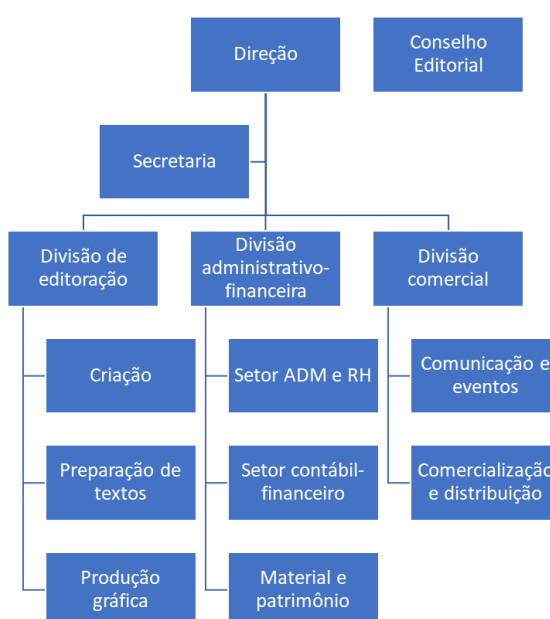 Direção
Conselho
Editorial
Secretaria
Divisão de
editoração
Divisão
administrativo-
financeira
Divisão
comercial
Criação
Setor ADM e RH
Comunicação e
eventos
Preparação de
textos
Setor contábil-
financeiro
Comercialização
e distribuição
Produção
gráfica
Material e
patrimônio